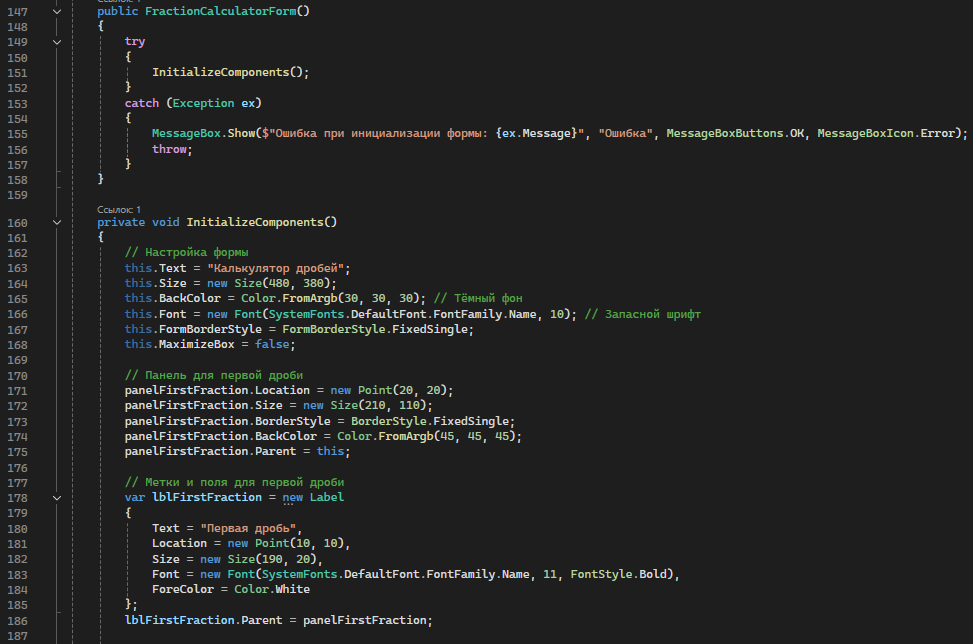 147 public FractionCalculatorForm()
148 {
149 try
150 {
151 InitializeComponents();
152 }
153 catch (Exception ex)
154 {
155 MessageBox.Show($"Ошибка при инициализации формы: {ex.Message}", "Ошибка", MessageBoxButtons.OK, MessageBoxIcon.Error);
156 throw;
157 }
158 }
159
Ссылок: 1
160 private void InitializeComponents()
161 {
162 // Настройка формы
163 this.Text = "Калькулятор дробей";
164 this.Size = new Size(480, 380);
165 this.BackColor = Color.FromArgb(30, 30, 30); // Тёмный фон
166 this.Font = new Font(SystemFonts.DefaultFont.FontFamily.Name, 10); // Запасной шрифт
167 this.FormBorderStyle = FormBorderStyle.FixedSingle;
168 this.MaximizeBox = false;
169
170 // Панель для первой дроби
171 panelFirstFraction.Location = new Point(20, 20);
172 panelFirstFraction.Size = new Size(210, 110);
173 panelFirstFraction.BorderStyle = BorderStyle.FixedSingle;
174 panelFirstFraction.BackColor = Color.FromArgb(45, 45, 45);
175 panelFirstFraction.Parent = this;
176
177 // Метки и поля для первой дроби
178 var lblFirstFraction = new Label
179 {
180 Text = "Первая дробь",
181 Location = new Point(10, 10),
182 Size = new Size(190, 20),
183 Font = new Font(SystemFonts.DefaultFont.FontFamily.Name, 11, FontStyle.Bold),
184 ForeColor = Color.White
185 };
186 lblFirstFraction.Parent = panelFirstFraction;
187